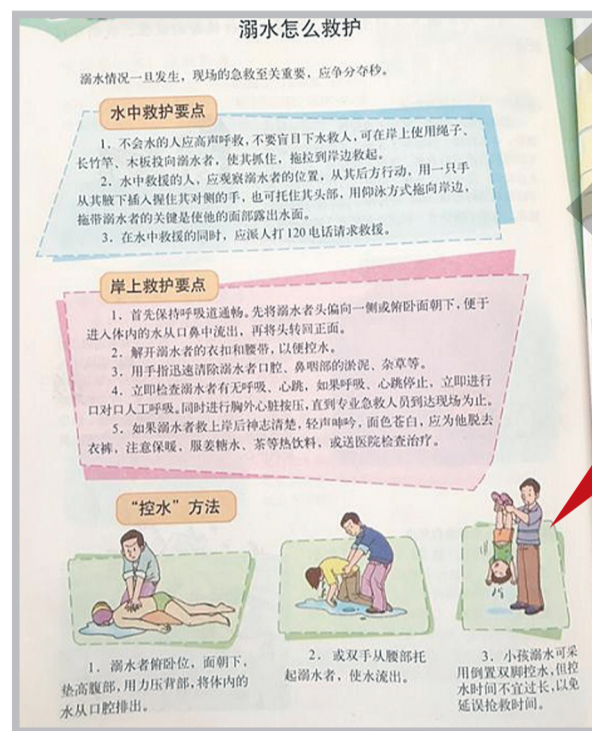 溺水怎么救护
溺水情况一旦发生，现场的急救至关重要，应争分夺秒。
水中救护要点
1．不会水的人应高声呼救，不要盲目下水救人，可在岸上使用绳子、
长竹竿、木板投向溺水者，使其抓住，拖拉到岸边救起。
2．水中救援的人，应观察溺水者的位置，从其后方行动，用一只手
从其腋下插入握住其对侧的手，也可托住其头部，用仰泳方式拖向岸边，
拖带溺水者的关键是使他的面部露出水面。
3．在水中救援的同时，应派人打120电话请求救援。
岸上救护要点
1．首先保持呼吸道通畅。先将溺水者头偏向一侧或俯卧面朝下，便于
进入体内的水从口鼻中流出，再将头转回正面。
2．解开溺水者的衣扣和腰带，以便控水。
3．用手指迅速清除溺水者口腔、鼻咽部的淤泥、杂草等。
4．立即检查溺水者有无呼吸、心跳，如果呼吸、心跳停止，立即进行
口对口人工呼吸。同时进行胸外心脏按压，直到专业急救人员到达现场为止。
5．如果溺水者救上岸后神志清楚，轻声呻吟，面色苍白，应为他脱去
衣裤，注意保暖，服姜糖水、茶等热饮料，或送医院检查治疗。
“控水”方法
1．溺水者俯卧位，面朝下，
垫高腹部，用力压背部，将体内的
水从口腔排出。
2．或双手从腰部托
起溺水者，使水流出。
3．小孩溺水可采
用倒置双脚控水，但控
水时间不宜过长，以免
延误抢救时间。